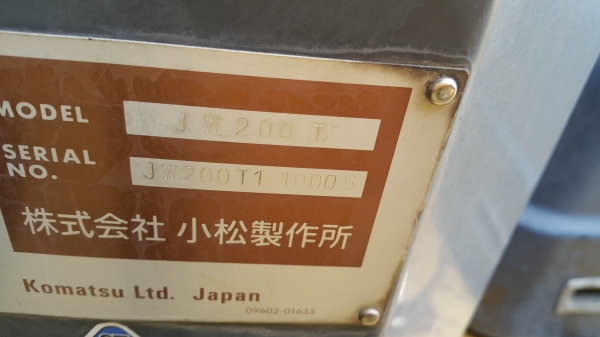 MODEL JW200T
SERIAL NO. JW200T1-10005
株式会社 小松製作所
Komatsu Ltd. Japan
09602-01635